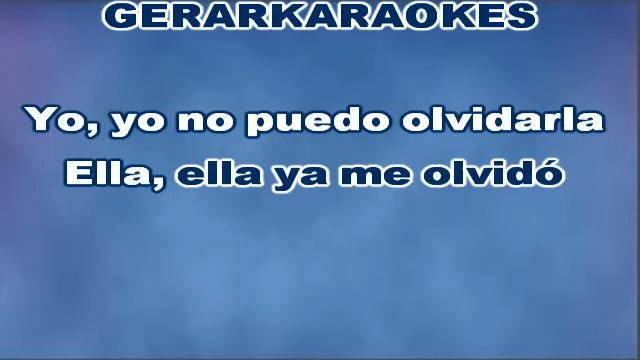 GERARKARAOKES
Yo, yo no puedo olvidarla
Ella, ella ya me olvidó